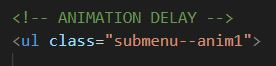 <!-- ANIMATION DELAY -->
<ul class="submenu--anim1">